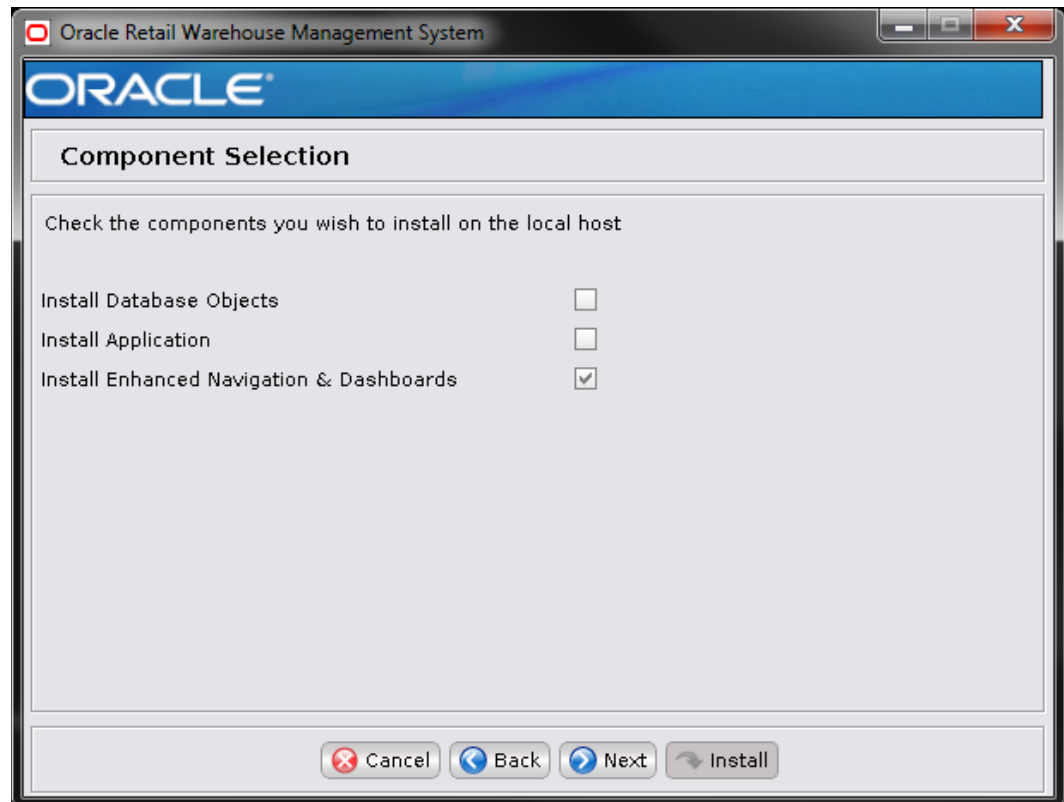 Oracle Retail Warehouse Management System
ORACLE®
Component Selection
Check the components you wish to install on the local host
Install Database Objects
Install Application
Install Enhanced Navigation & Dashboards
Cancel Back Next Install